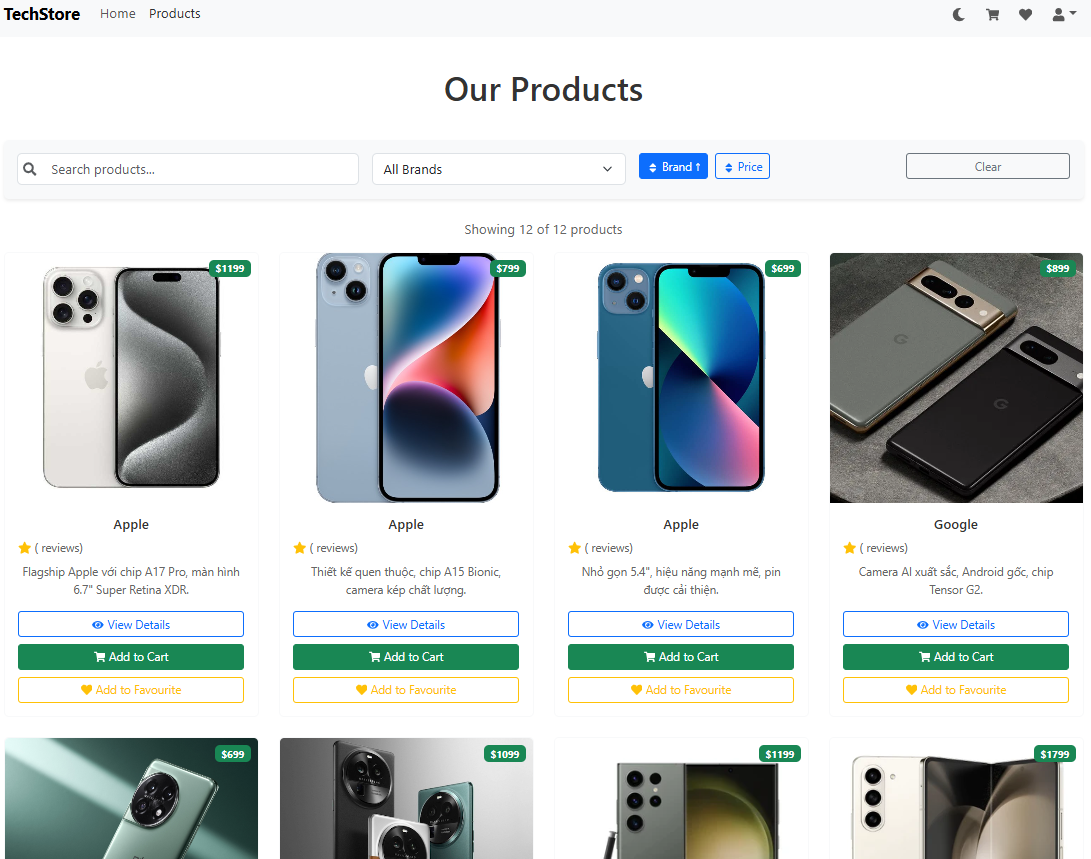 TechStore Home Products
Our Products
Search products...
All Brands
Brand ↑
Price
Clear
Showing 12 of 12 products
$1199
$799
$699
$899
Apple
Apple
Apple
Google
( reviews)
( reviews)
( reviews)
( reviews)
Flagship Apple với chip A17 Pro, màn hình
6.7" Super Retina XDR.
Thiết kế quen thuộc, chip A15 Bionic,
camera kép chất lượng.
Nhỏ gọn 5.4", hiệu năng mạnh mẽ, pin
được cải thiện.
Camera AI xuất sắc, Android gốc, chip
Tensor G2.
View Details
View Details
View Details
View Details
Add to Cart
Add to Cart
Add to Cart
Add to Cart
Add to Favourite
Add to Favourite
Add to Favourite
Add to Favourite
$699
$1099
$1199
$1799